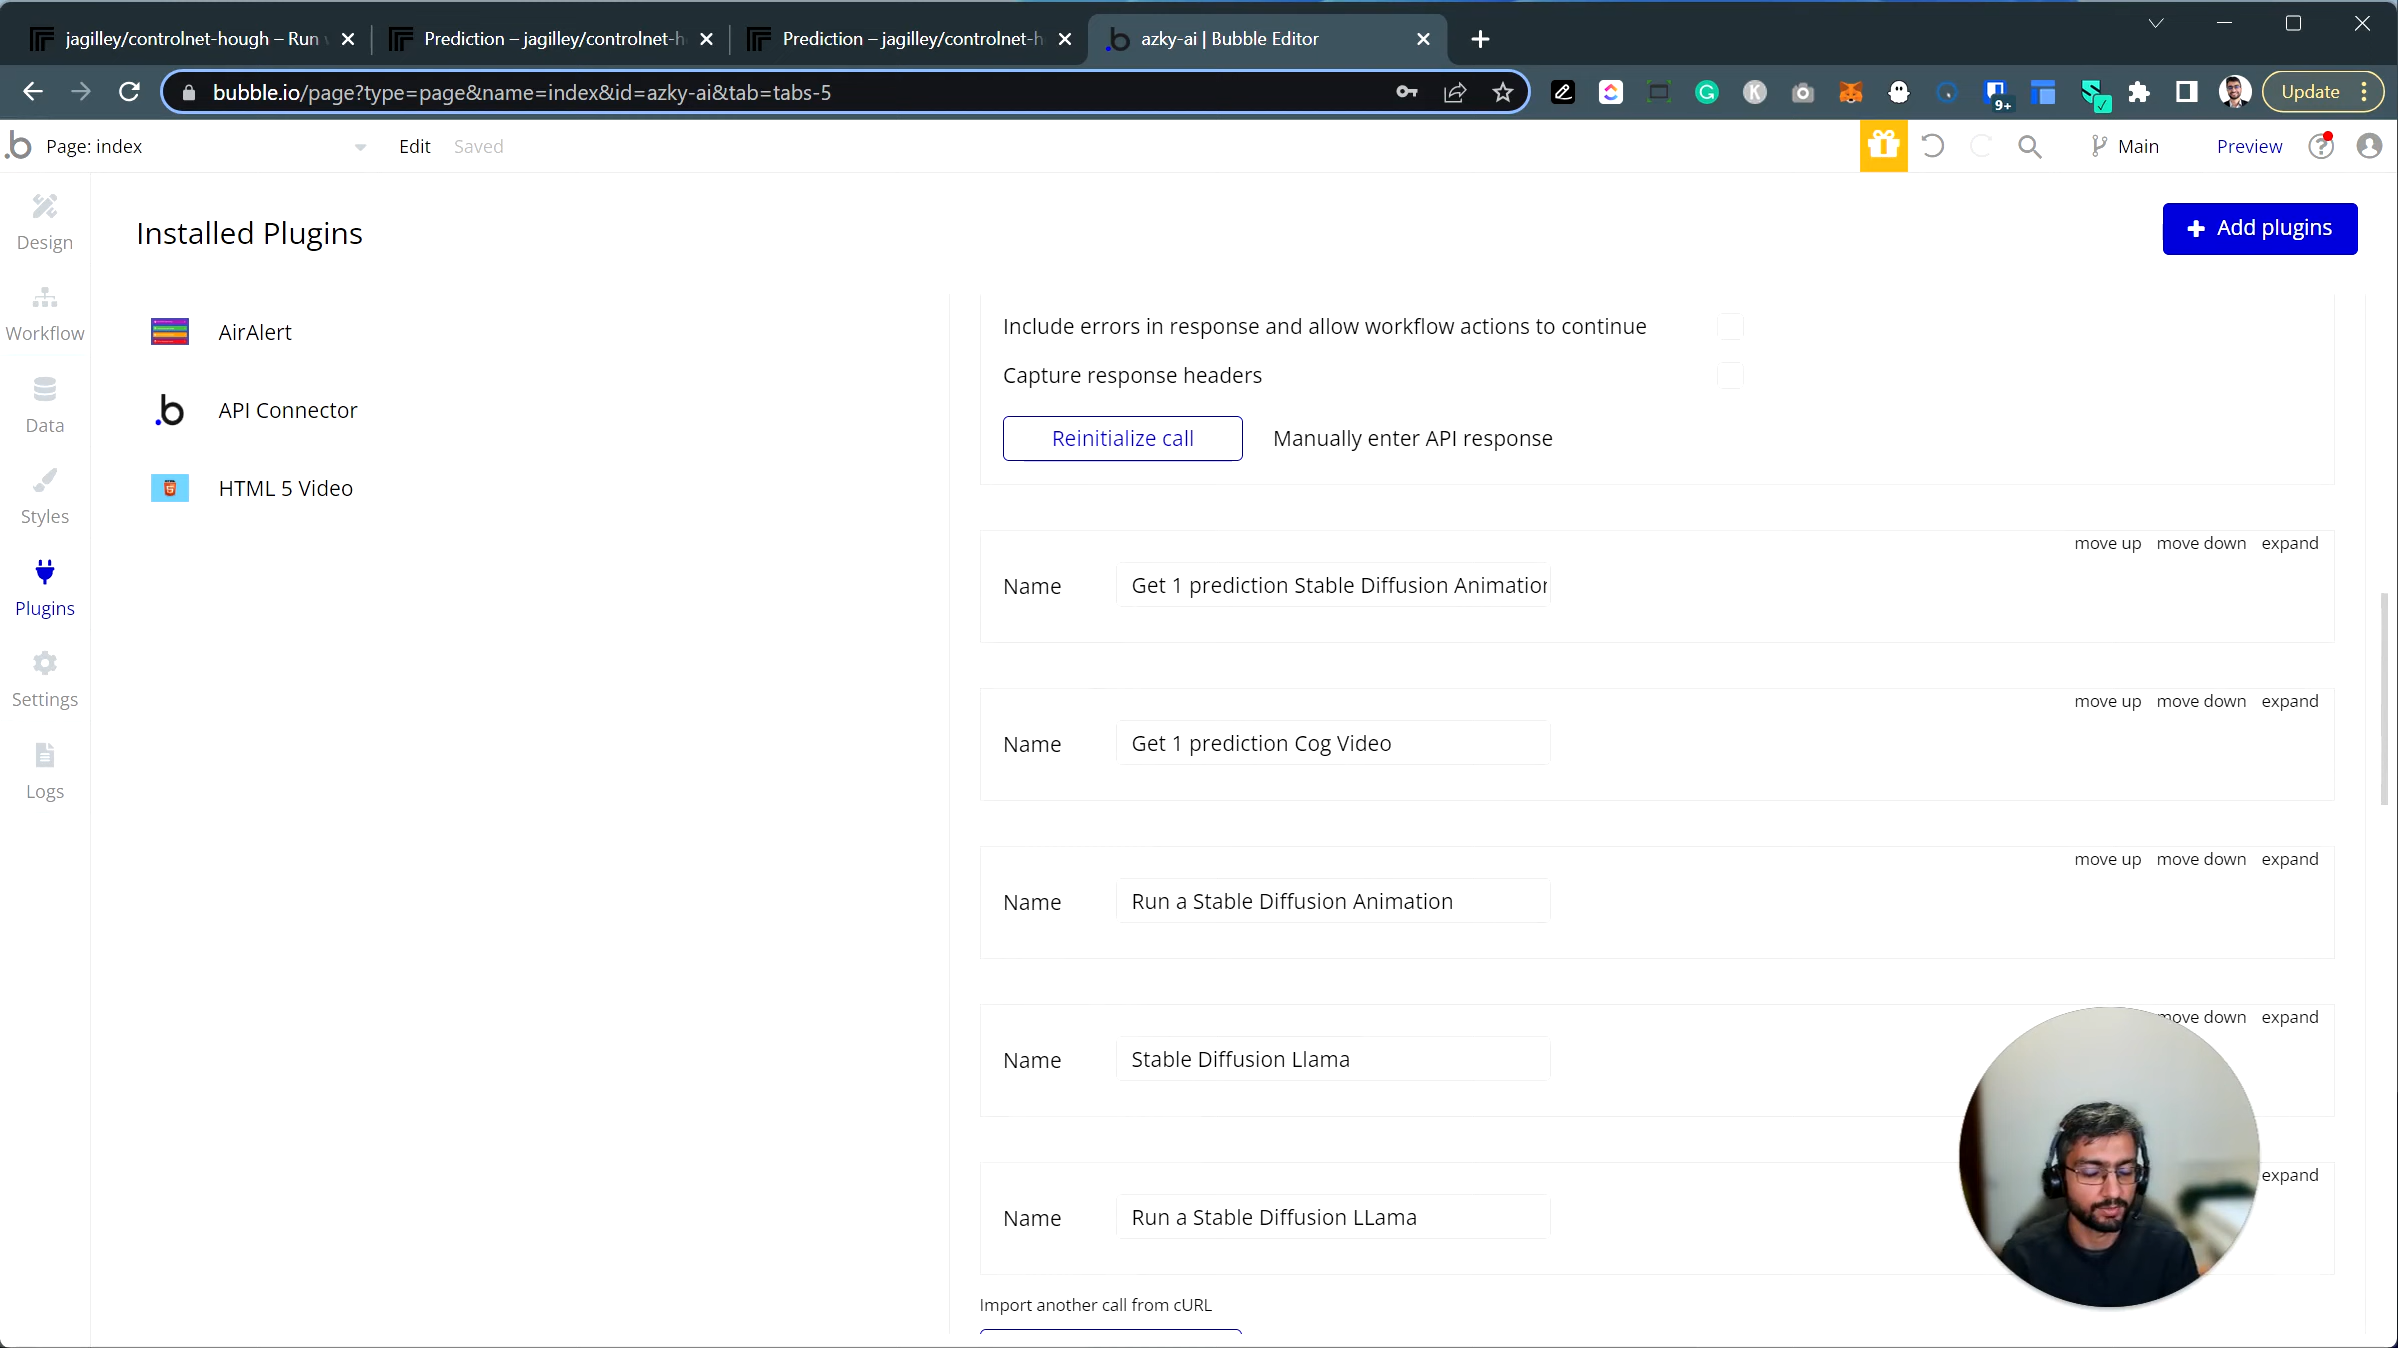 jagilley/controlnet-hough – Run
Prediction – jagilley/controlnet-h
Prediction – jagilley/controlnet-h
azky-ai | Bubble Editor
bubble.io/page?type=page&name=index&id=azky-ai&tab=tabs-5
9+
Update
Page: index
Edit
Saved
Main
Preview
Design
Workflow
Data
Styles
Plugins
Settings
Logs
Installed Plugins
Add plugins
AirAlert
API Connector
HTML 5 Video
Include errors in response and allow workflow actions to continue
Capture response headers
Reinitialize call
Manually enter API response
move up move down expand
Name
Get 1 prediction Stable Diffusion Animation
move up move down expand
Name
Get 1 prediction Cog Video
move up move down expand
Name
Run a Stable Diffusion Animation
move down expand
Name
Stable Diffusion Llama
expand
Name
Run a Stable Diffusion LLama
Import another call from cURL